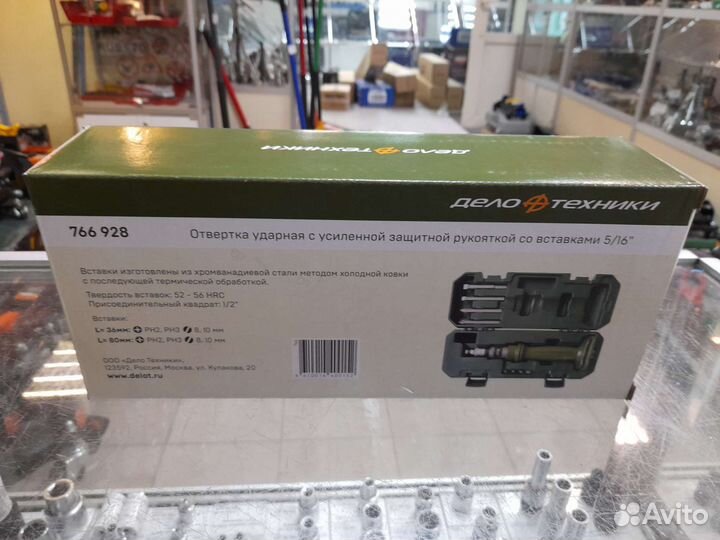 ДЕЛО ТЕХНИКИ
ДЕЛО ТЕХНИКИ
766 928
Отвертка ударная с усиленной защитной рукояткой со вставками 5/16"
Вставки изготовлены из хромванадиевой стали методом холодной ковки
с последующей термической обработкой.
Твердость вставок: 52 - 56 HRC
Присоединительный квадрат: 1/2"
Вставки:
L= 36мм: PH2, PH3 8, 10 мм
L= 80мм: PH2, PH3 8, 10 мм
ООО «Дело Техники»,
123592, Россия, Москва, ул. Кулакова, 20
www.delot.ru
Avito